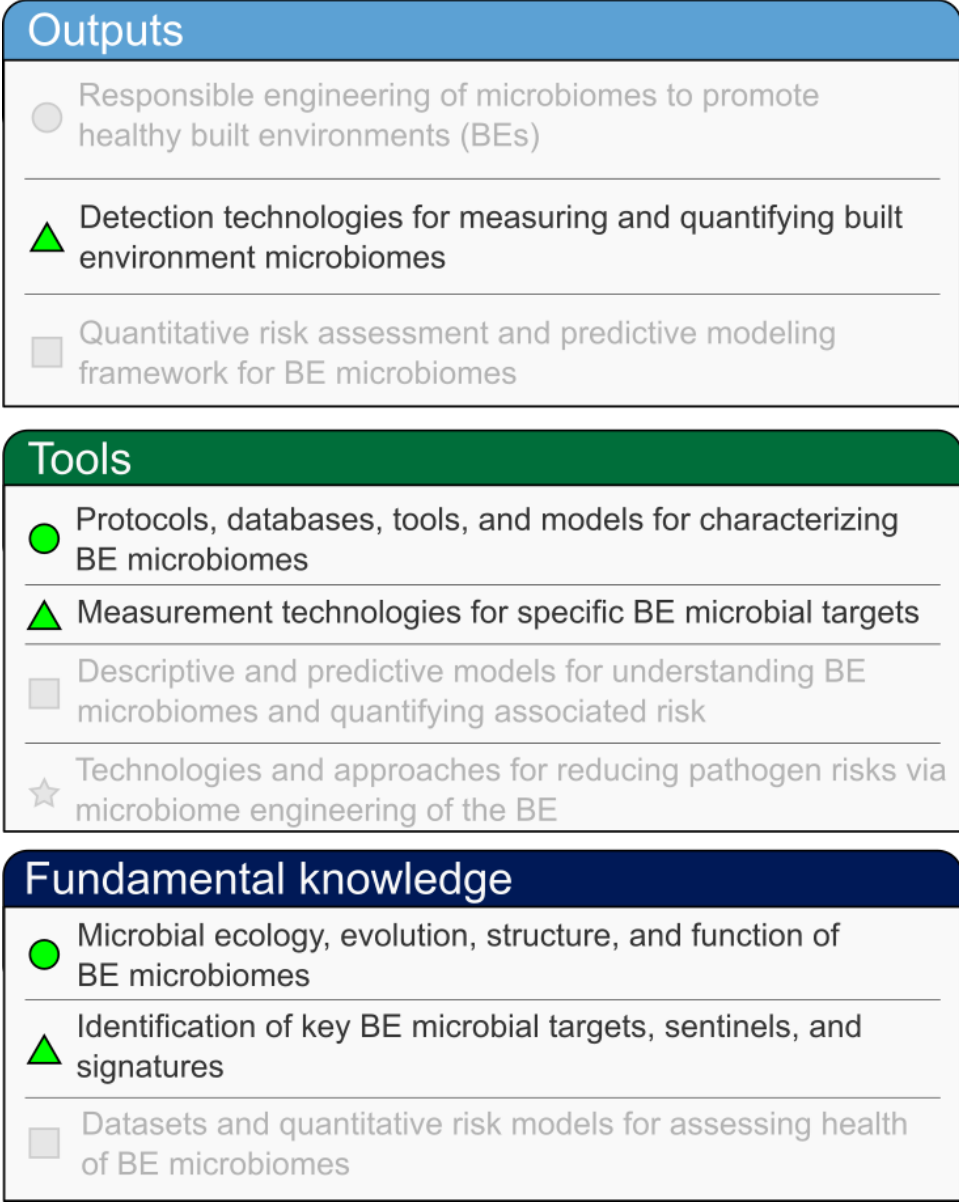 Outputs
Responsible engineering of microbiomes to promote
healthy built environments (BEs)
Detection technologies for measuring and quantifying built
environment microbiomes
Quantitative risk assessment and predictive modeling
framework for BE microbiomes
Tools
Protocols, databases, tools, and models for characterizing
BE microbiomes
Measurement technologies for specific BE microbial targets
Descriptive and predictive models for understanding BE
microbiomes and quantifying associated risk
Technologies and approaches for reducing pathogen risks via
microbiome engineering of the BE
Fundamental knowledge
Microbial ecology, evolution, structure, and function of
BE microbiomes
Identification of key BE microbial targets, sentinels, and
signatures
Datasets and quantitative risk models for assessing health
of BE microbiomes